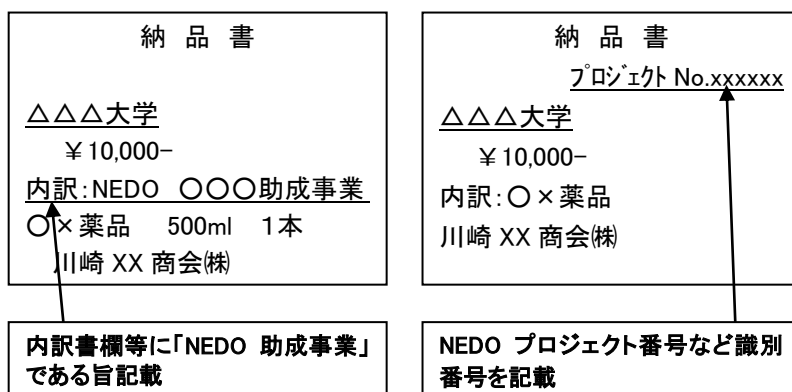 納 品 書
△△△大学
¥10,000−
内訳:NEDO 〇〇〇助成事業
〇×薬品 500ml 1本
川崎 XX 商会㈱
内訳書欄等に「NEDO 助成事業」
である旨記載
納 品 書
プロジェクト No.xxxxxx
△△△大学
¥10,000−
内訳:〇×薬品
川崎 XX 商会㈱
NEDO プロジェクト番号など識別
番号を記載